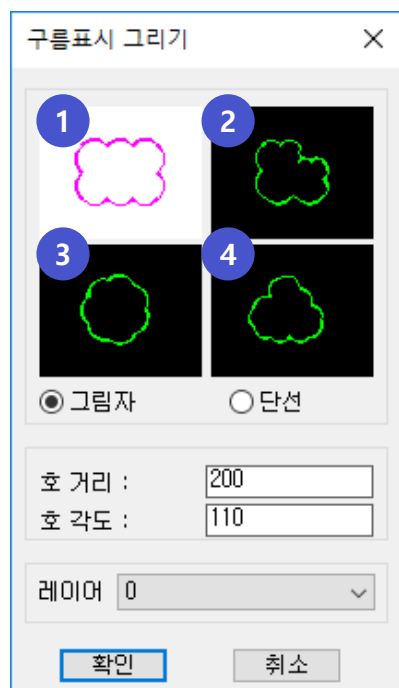 구름표시 그리기
1
2
3
4
그림자
단선
호 거리 : 200
호 각도 : 110
레이어 0
확인 취소